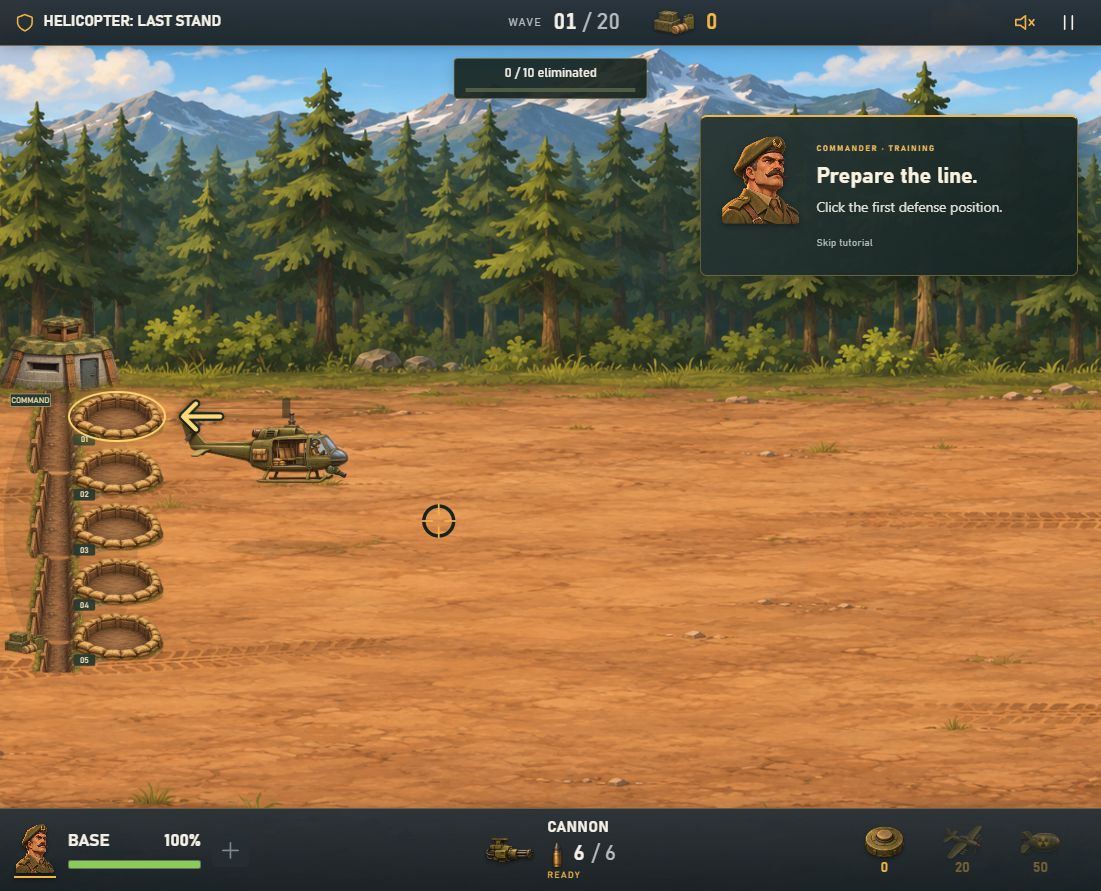 HELICOPTER: LAST STAND
WAVE 01 / 20
0
0 / 10 eliminated
COMMANDER · TRAINING
Prepare the line.
Click the first defense position.
Skip tutorial
COMMAND
01
02
03
04
05
BASE 100%
CANNON
6 / 6
READY
0
20
50